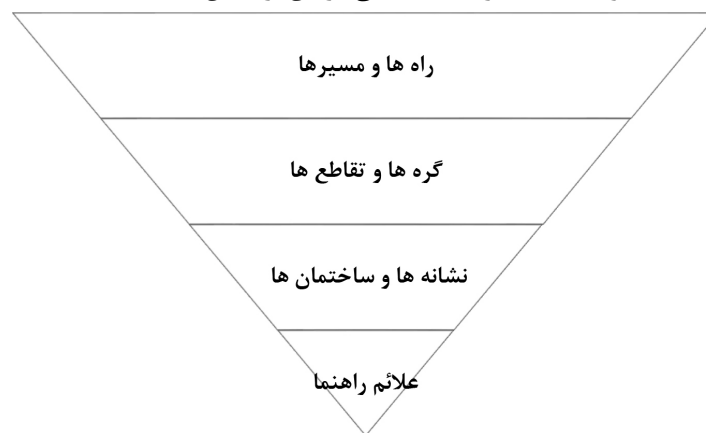 راه ها و مسیرها
گره ها و تقاطع ها
نشانه ها و ساختمان ها
علائم راهنما